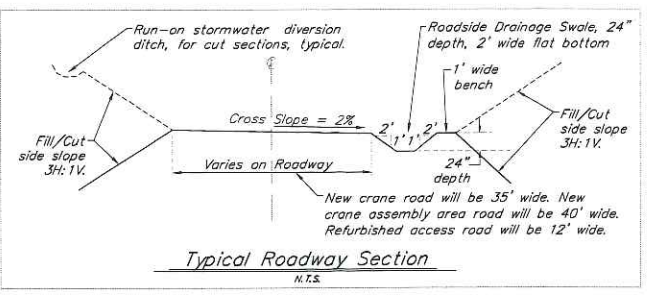 Run-on stormwater diversion
ditch, for cut sections, typical.
Roadside Drainage Swale, 24"
depth, 2' wide flat bottom
1' wide
bench
Cross Slope = 2%
2'
1'
1'
2'
Fill/Cut
side slope
3H:1V.
Fill/Cut
side slope
3H:1V.
Varies on Roadway
24"
depth
New crane road will be 35' wide. New
crane assembly area road will be 40' wide.
Refurbished access road will be 12' wide.
Typical Roadway Section
N.T.S.